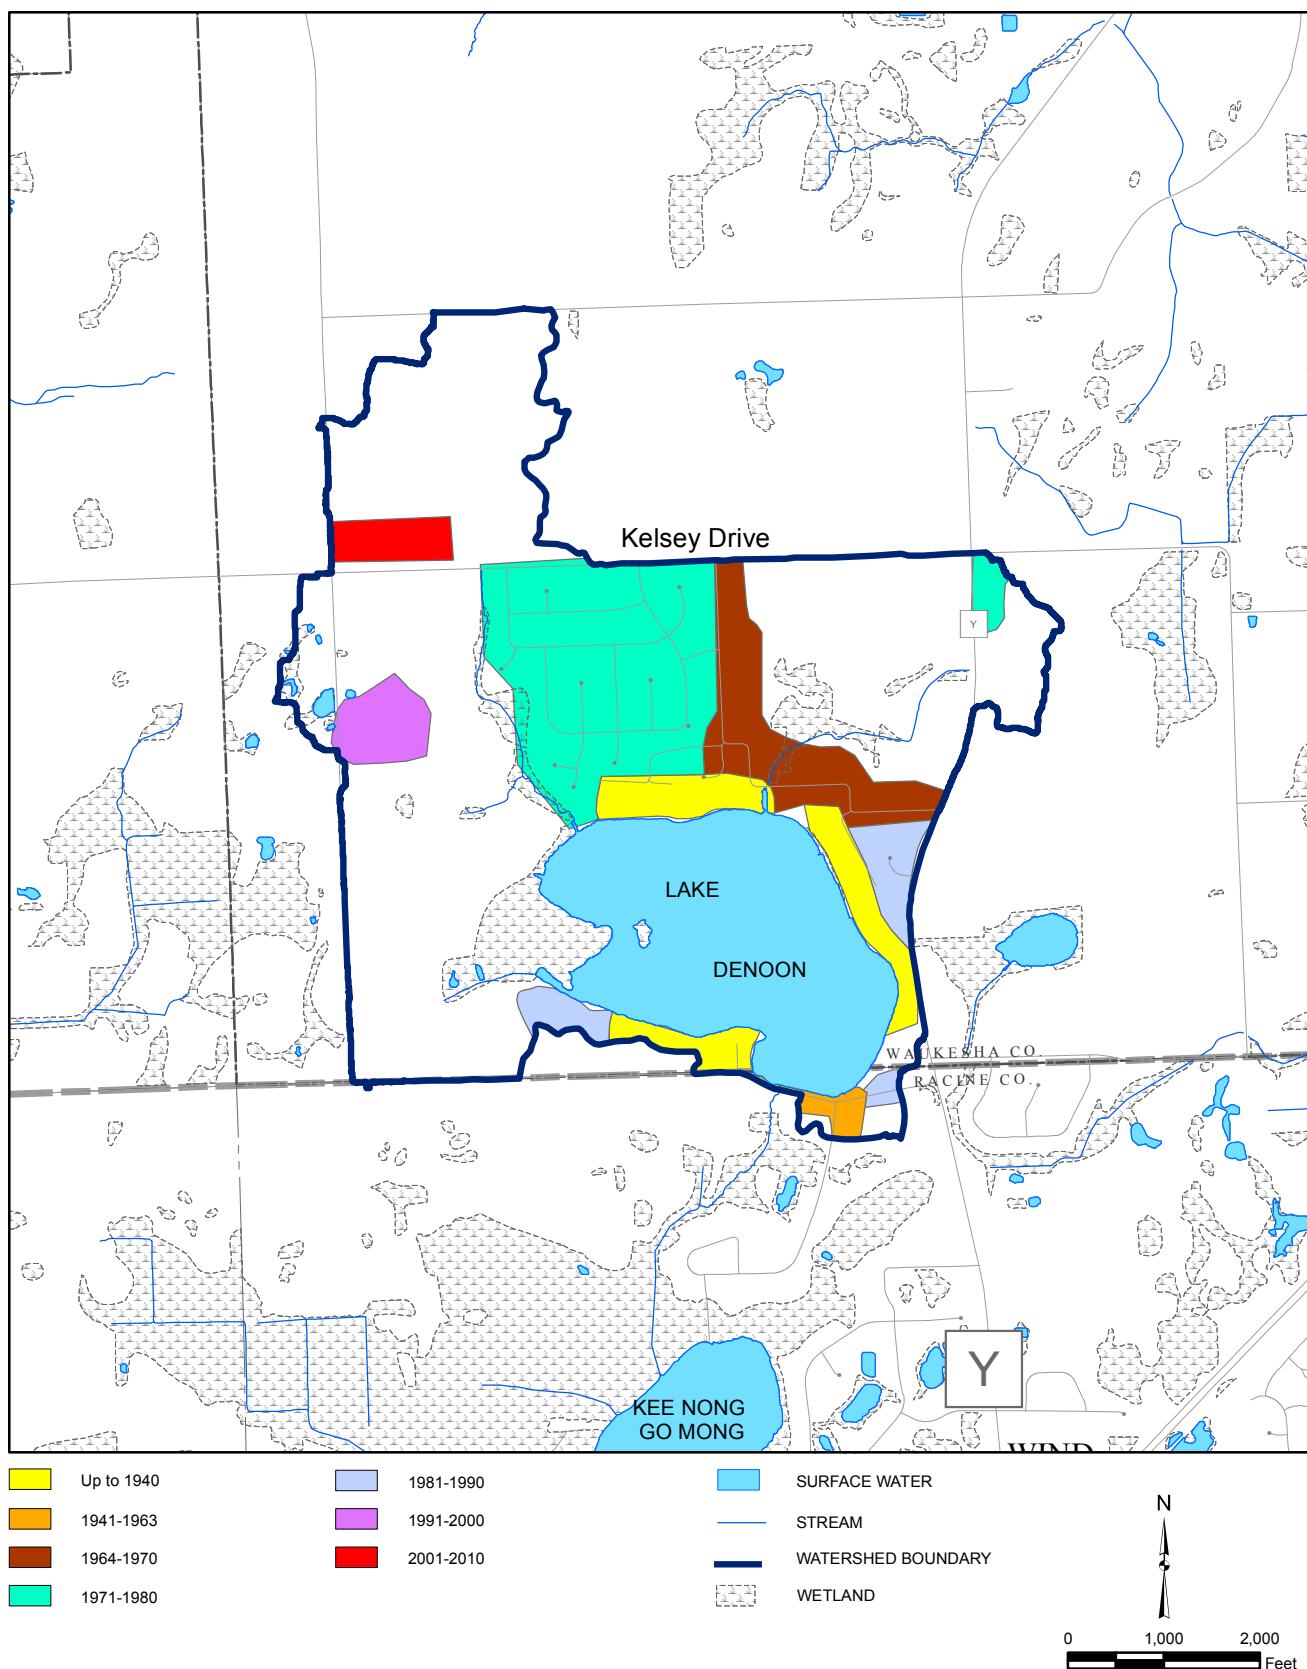 Kelsey Drive
Y
LAKE
DENOON
WAUKESHA CO.
RACINE CO.
Y
KEE NONG
GO MONG
WIND
Up to 1940
1941-1963
1964-1970
1971-1980
1981-1990
1991-2000
2001-2010
SURFACE WATER
STREAM
WATERSHED BOUNDARY
WETLAND
N
0 1,000 2,000
Feet